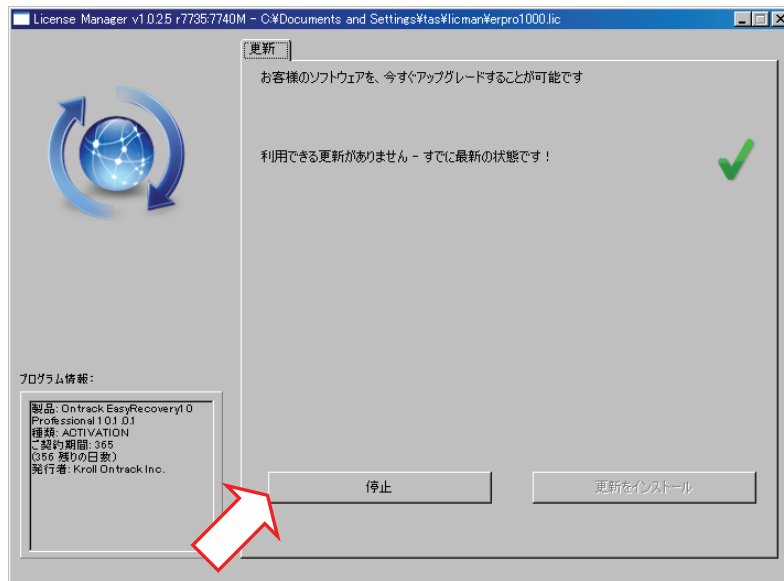 License Manager v1.0.2.5 r7735:7740M - C:¥Documents and Settings¥tas¥licman¥erpro1000.lic
更新
お客様のソフトウェアを、今すぐアップグレードすることが可能です
利用できる更新がありません - すでに最新の状態です！
プログラム情報：
製品: Ontrack EasyRecovery10
Professional 10.1.0.1
種類: ACTIVATION
ご契約期間: 365
(356 残りの日数)
発行者: Kroll Ontrack Inc.
停止
更新をインストール